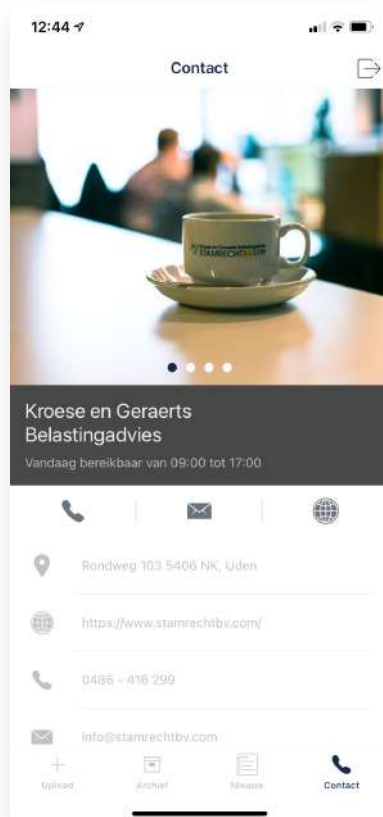 12:44
Contact
STAMRECHTBV.COM
Kroese en Geraerts
Belastingadvies
Vandaag bereikbaar van 09:00 tot 17:00
Rondweg 103 5406 NK, Uden
https://www.stamrechtbv.com/
0486 - 416 299
info@stamrechtbv.com
Upload
Archief
Nieuws
Contact